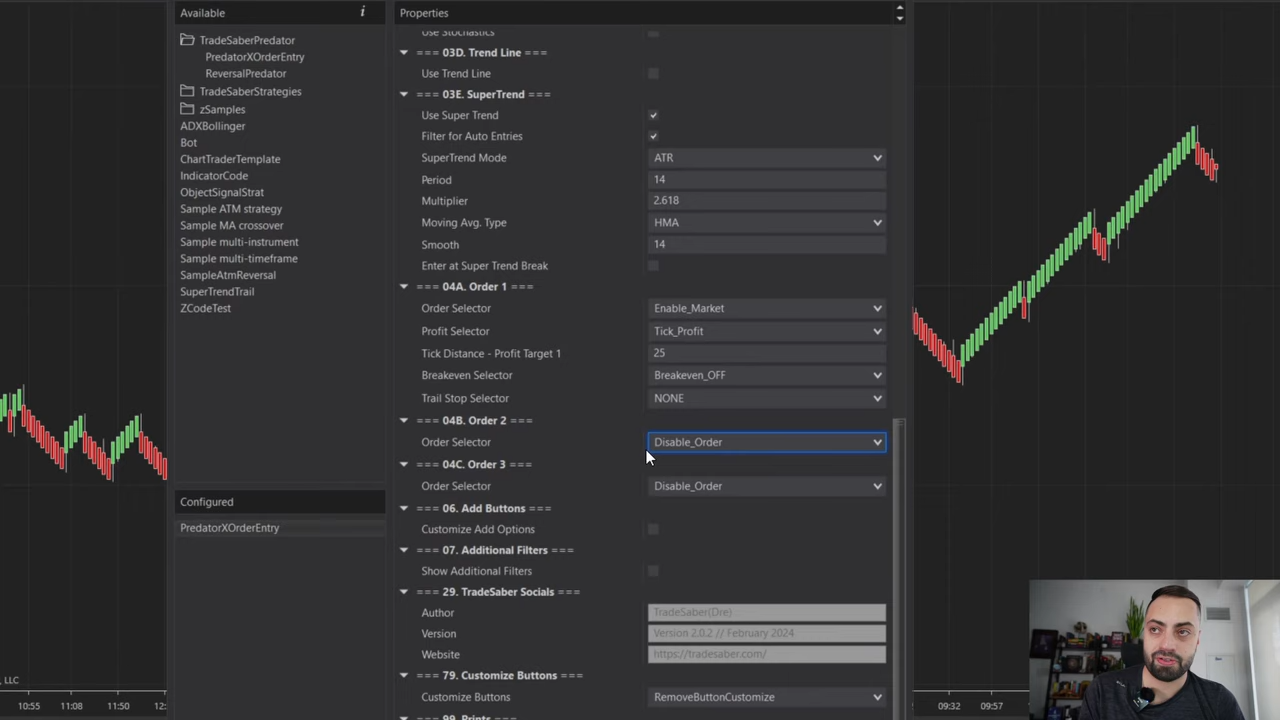 Available
i
TradeSaberPredator
PredatorXOrderEntry
ReversalPredator
TradeSaberStrategies
zSamples
ADXBollinger
Bot
ChartTraderTemplate
IndicatorCode
ObjectSignalStrat
Sample ATM strategy
Sample MA crossover
Sample multi-instrument
Sample multi-timeframe
SampleAtmReversal
SuperTrendTrail
ZCodeTest
Configured
PredatorXOrderEntry
Properties
Use Stochastics
=== 03D. Trend Line ===
Use Trend Line
=== 03E. SuperTrend ===
Use Super Trend
Filter for Auto Entries
SuperTrend Mode ATR
Period 14
Multiplier 2.618
Moving Avg. Type HMA
Smooth 14
Enter at Super Trend Break
=== 04A. Order 1 ===
Order Selector Enable_Market
Profit Selector Tick_Profit
Tick Distance - Profit Target 1 25
Breakeven Selector Breakeven_OFF
Trail Stop Selector NONE
=== 04B. Order 2 ===
Order Selector Disable_Order
=== 04C. Order 3 ===
Order Selector Disable_Order
=== 06. Add Buttons ===
Customize Add Options
=== 07. Additional Filters ===
Show Additional Filters
=== 29. TradeSaber Socials ===
Author TradeSaber(Dre)
Version Version 2.0.2 // February 2024
Website https://tradesaber.com/
=== 79. Customize Buttons ===
Customize Buttons RemoveButtonCustomize
=== 99. Prints ===
, LLC
10:55 11:08 11:50 12:
09:32 09:57